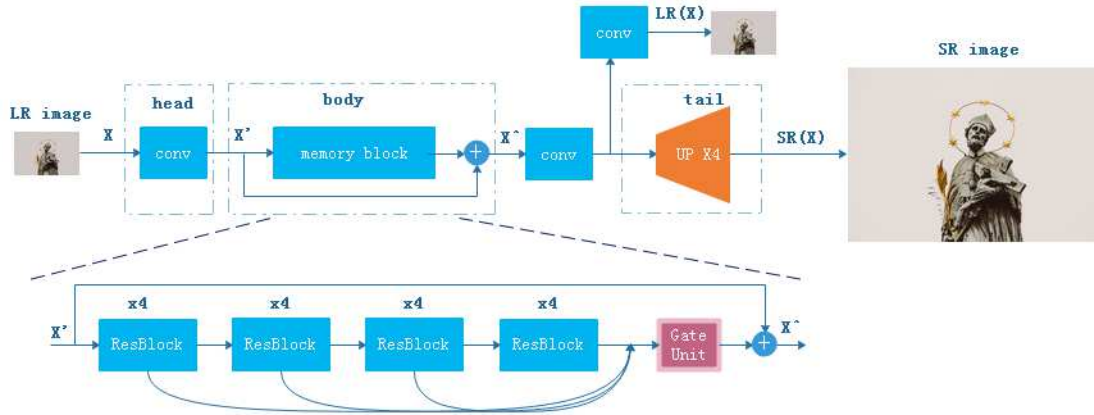 LR(X)
conv
SR image
head
body
tail
LR image
X
conv
X'
memory block
+
X^
conv
UP X4
SR(X)
x4
x4
x4
x4
X'
ResBlock
ResBlock
ResBlock
ResBlock
Gate
Unit
+
X^